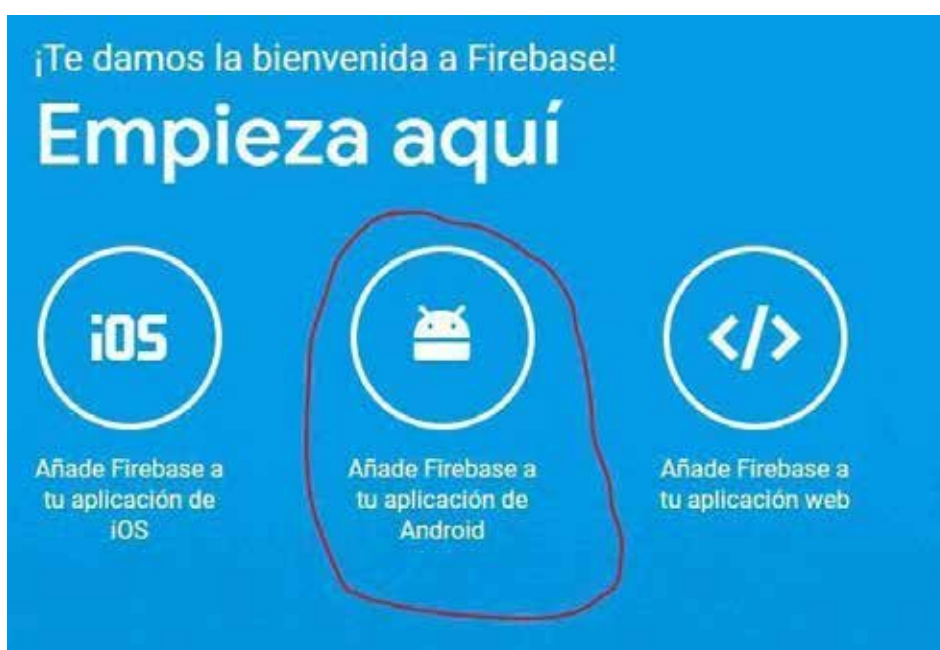 ¡Te damos la bienvenida a Firebase!
Empieza aquí
iOS
</>
Añade Firebase a
tu aplicación de
iOS
Añade Firebase a
tu aplicación de
Android
Añade Firebase a
tu aplicación web